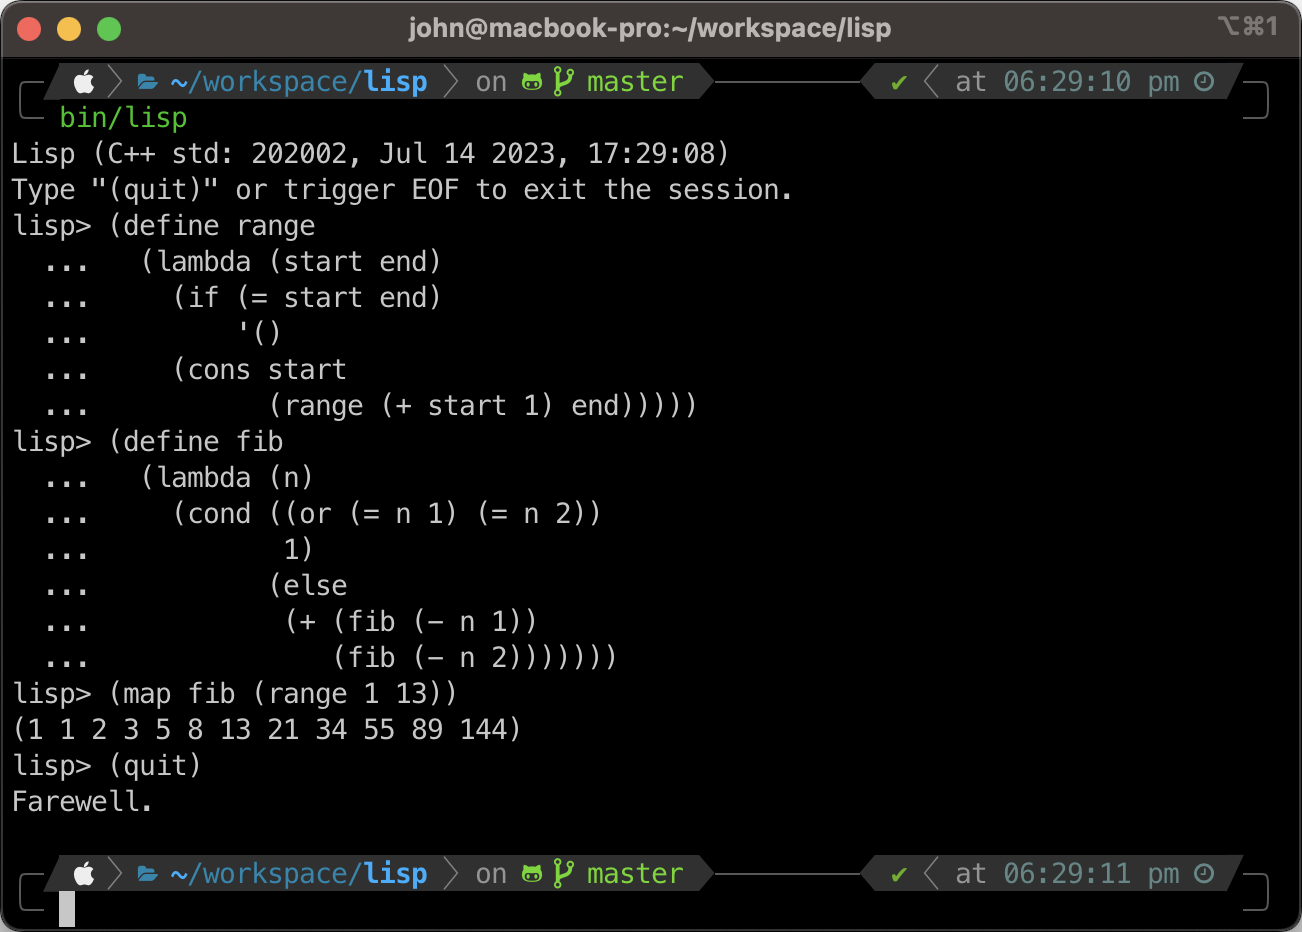 john@macbook-pro:~/workspace/lisp ⌥⌘1
~/workspace/lisp on master ✔ at 06:29:10 pm
bin/lisp
Lisp (C++ std: 202002, Jul 14 2023, 17:29:08)
Type "(quit)" or trigger EOF to exit the session.
lisp> (define range
  ...   (lambda (start end)
  ...     (if (= start end)
  ...         '()
  ...     (cons start
  ...           (range (+ start 1) end)))))
lisp> (define fib
  ...   (lambda (n)
  ...     (cond ((or (= n 1) (= n 2))
  ...            1)
  ...           (else
  ...            (+ (fib (- n 1))
  ...               (fib (- n 2)))))))
lisp> (map fib (range 1 13))
(1 1 2 3 5 8 13 21 34 55 89 144)
lisp> (quit)
Farewell.
~/workspace/lisp on master ✔ at 06:29:11 pm